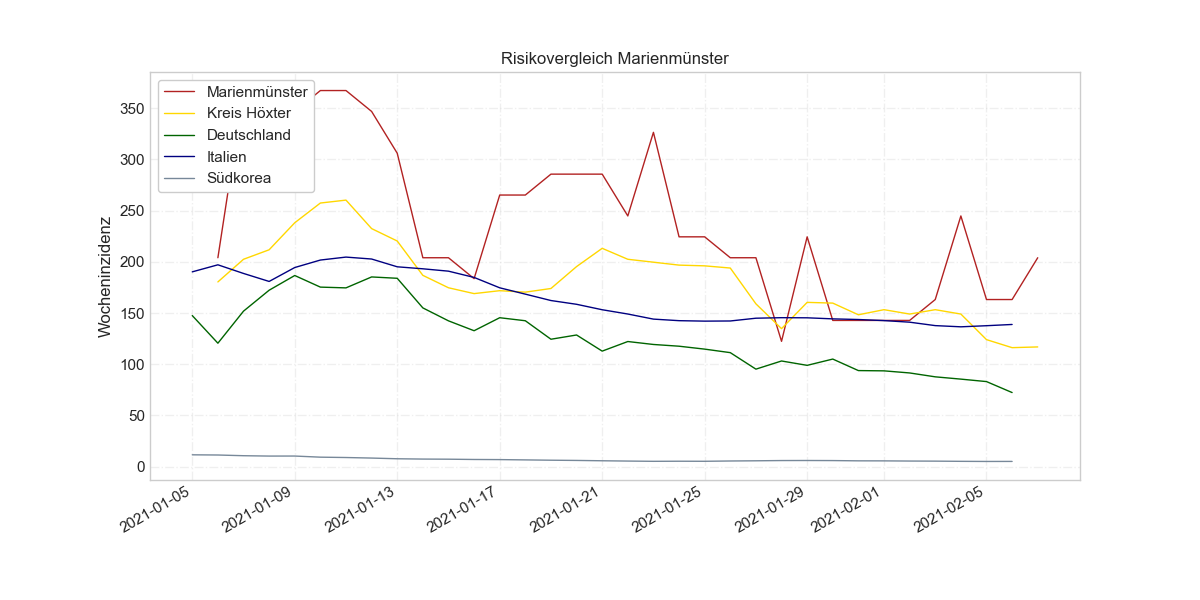 Risikovergleich Marienmünster
Wocheninzidenz
350
300
250
200
150
100
50
0
Marienmünster
Kreis Höxter
Deutschland
Italien
Südkorea
2021-01-05
2021-01-09
2021-01-13
2021-01-17
2021-01-21
2021-01-25
2021-01-29
2021-02-01
2021-02-05